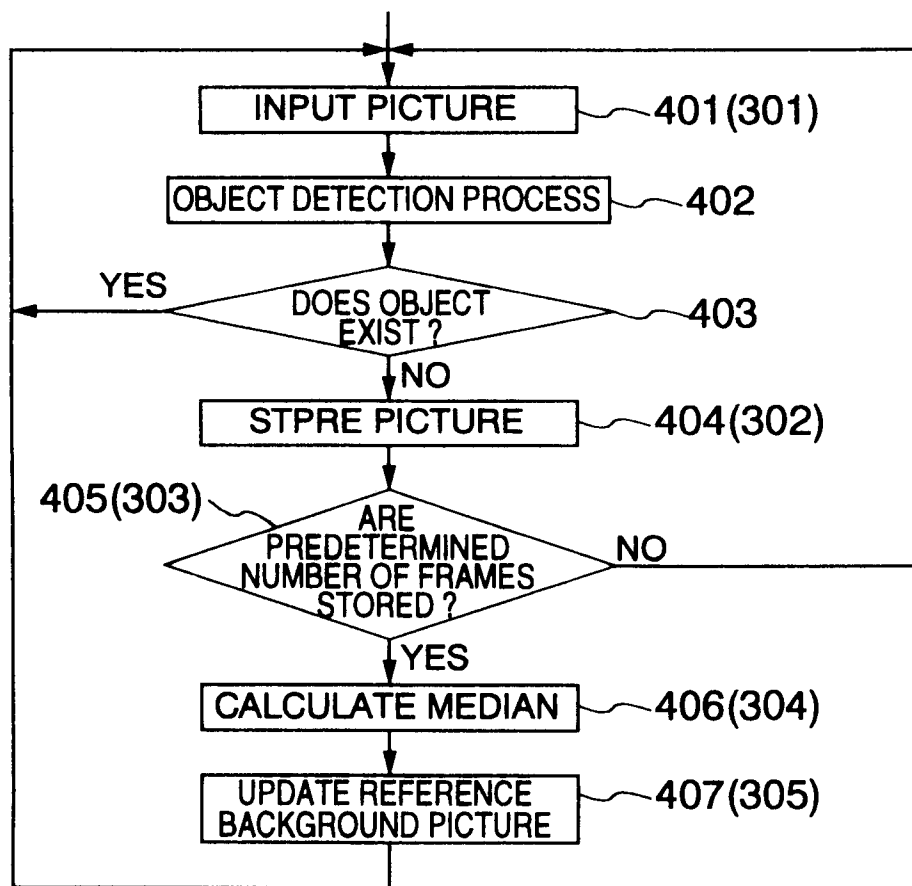 INPUT PICTURE
401(301)
OBJECT DETECTION PROCESS
402
YES
DOES OBJECT
EXIST ?
403
NO
STPRE PICTURE
404(302)
405(303)
ARE
PREDETERMINED
NUMBER OF FRAMES
STORED ?
NO
YES
CALCULATE MEDIAN
406(304)
UPDATE REFERENCE
BACKGROUND PICTURE
407(305)